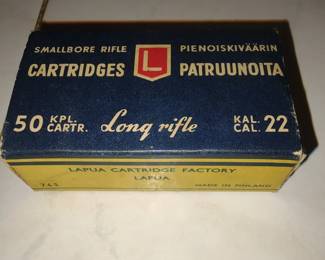 SMALLBORE RIFLE L PIENOISKIVÄÄRIN
CARTRIDGES PATRUUNOITA
50 KPL. CARTR. Long rifle KAL. CAL. 22
LAPUA CARTRIDGE FACTORY
LAPUA
MADE IN FINLAND